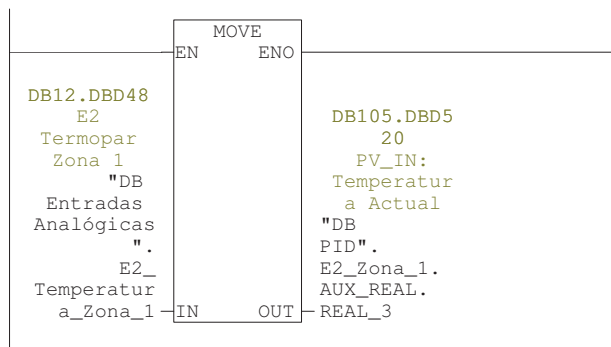 MOVE
EN ENO
DB12.DBD48
E2
Termopar
Zona 1
"DB
Entradas
Analógicas
".
E2_
Temperatur
a_Zona_1
IN
DB105.DBD5
20
PV_IN:
Temperatur
a Actual
"DB
PID".
E2_Zona_1.
AUX_REAL.
REAL_3
OUT